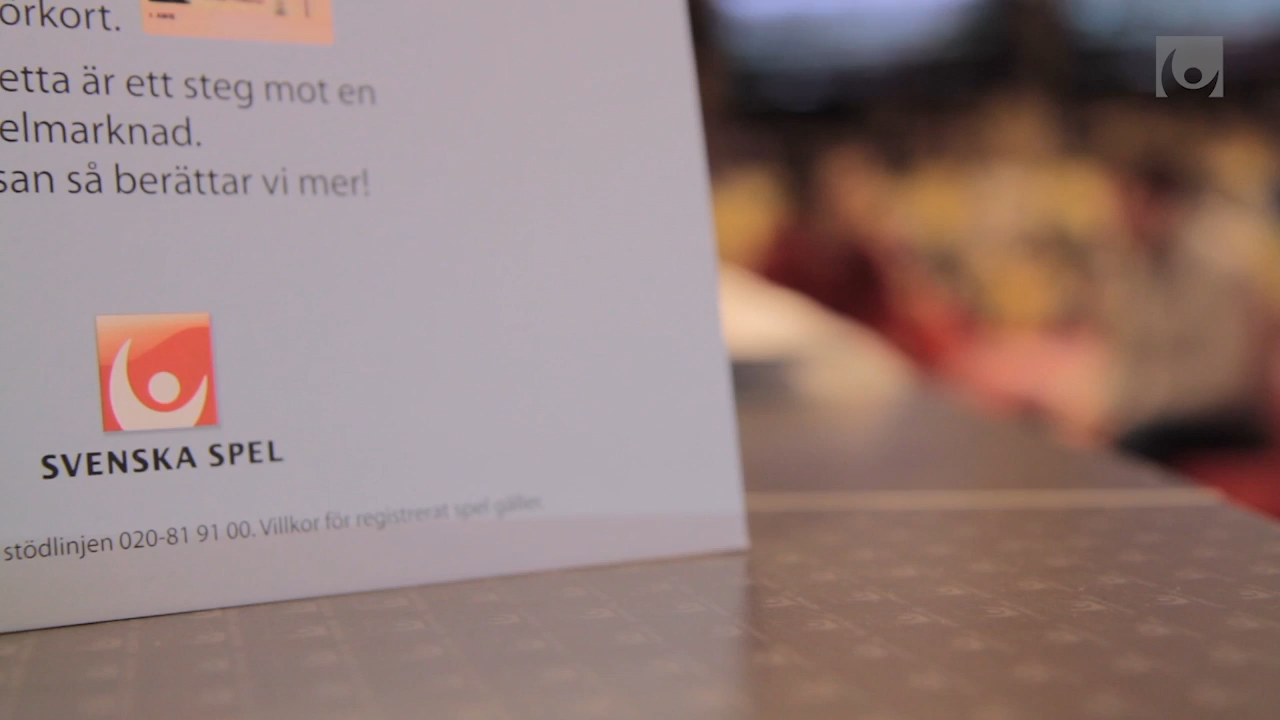 orkort.
etta är ett steg mot en
elmarknad.
san så berättar vi mer!
SVENSKA SPEL
stödlinjen 020-81 91 00. Villkor för registrerat spel gäller